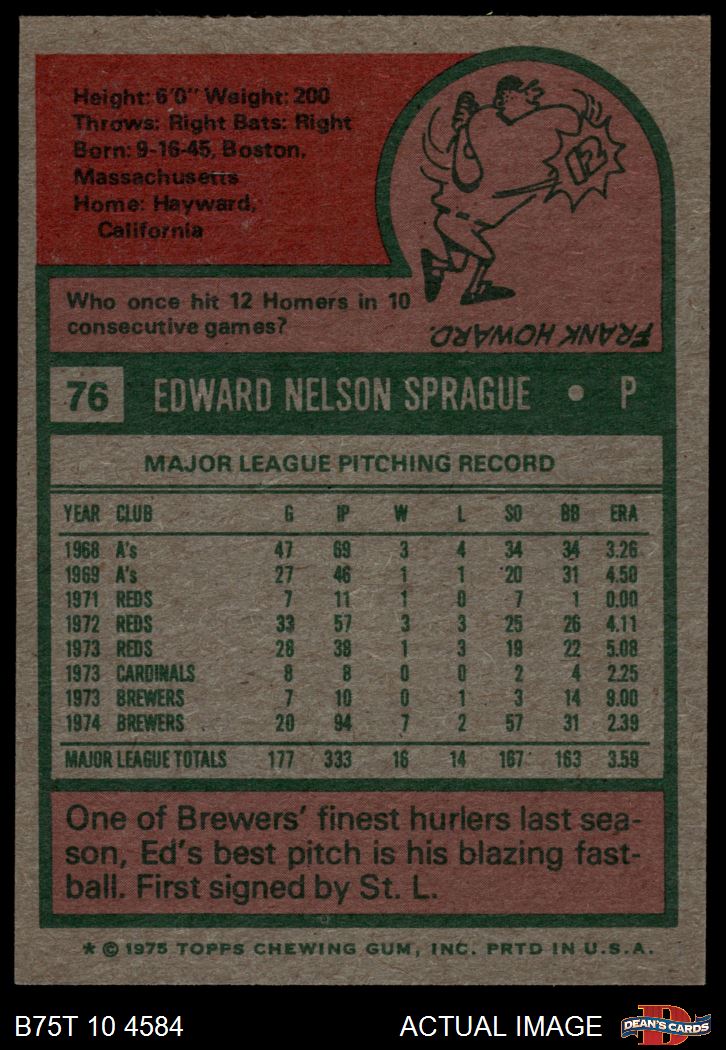 Height: 6'0" Weight: 200
Throws: Right Bats: Right
Born: 9-16-45, Boston,
Massachusetts
Home: Hayward,
California
12
Who once hit 12 Homers in 10
consecutive games?
FRANK HOWARD.
76 EDWARD NELSON SPRAGUE • P
MAJOR LEAGUE PITCHING RECORD
YEAR CLUB G IP W L SO BB ERA
1968 A's 47 69 3 4 34 34 3.26
1969 A's 27 46 1 1 20 31 4.50
1971 REDS 7 11 1 0 7 1 0.00
1972 REDS 33 57 3 3 25 26 4.11
1973 REDS 28 38 1 3 19 22 5.08
1973 CARDINALS 8 8 0 0 2 4 2.25
1973 BREWERS 7 10 0 1 3 14 9.00
1974 BREWERS 20 94 7 2 57 31 2.39
MAJOR LEAGUE TOTALS 177 333 16 14 167 163 3.59
One of Brewers' finest hurlers last sea-
son, Ed's best pitch is his blazing fast-
ball. First signed by St. L.
* © 1975 TOPPS CHEWING GUM, INC. PRTD IN U.S.A.
B75T 10 4584 ACTUAL IMAGE D DEAN'S CARDS